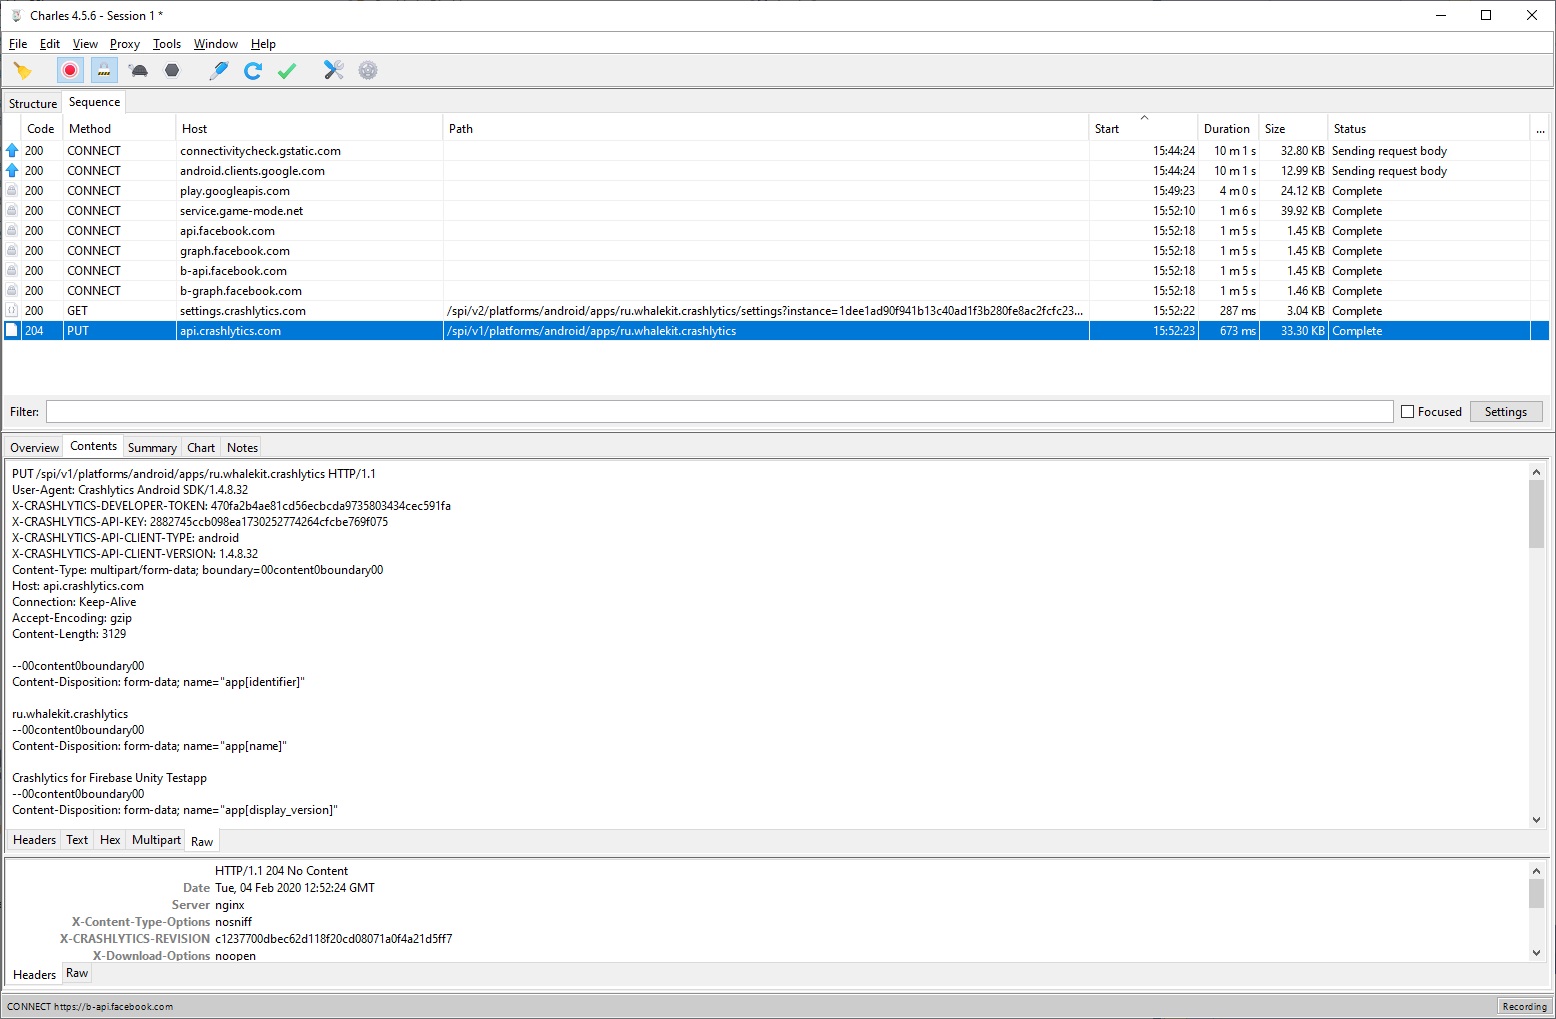 Charles 4.5.6 - Session 1 *
File Edit View Proxy Tools Window Help
Structure Sequence
Code Method Host Path Start Duration Size Status ...
200 CONNECT connectivitycheck.gstatic.com 15:44:24 10 m 1 s 32.80 KB Sending request body
200 CONNECT android.clients.google.com 15:44:24 10 m 1 s 12.99 KB Sending request body
200 CONNECT play.googleapis.com 15:49:23 4 m 0 s 24.12 KB Complete
200 CONNECT service.game-mode.net 15:52:10 1 m 6 s 39.92 KB Complete
200 CONNECT api.facebook.com 15:52:18 1 m 5 s 1.45 KB Complete
200 CONNECT graph.facebook.com 15:52:18 1 m 5 s 1.45 KB Complete
200 CONNECT b-api.facebook.com 15:52:18 1 m 5 s 1.45 KB Complete
200 CONNECT b-graph.facebook.com 15:52:18 1 m 5 s 1.46 KB Complete
200 GET settings.crashlytics.com /spi/v2/platforms/android/apps/ru.whalekit.crashlytics/settings?instance=1dee1ad90f941b13c40ad1f3b280fe8ac2fcfc23... 15:52:22 287 ms 3.04 KB Complete
204 PUT api.crashlytics.com /spi/v1/platforms/android/apps/ru.whalekit.crashlytics 15:52:23 673 ms 33.30 KB Complete
Filter: Focused Settings
Overview Contents Summary Chart Notes
PUT /spi/v1/platforms/android/apps/ru.whalekit.crashlytics HTTP/1.1
User-Agent: Crashlytics Android SDK/1.4.8.32
X-CRASHLYTICS-DEVELOPER-TOKEN: 470fa2b4ae81cd56ecbcda9735803434cec591fa
X-CRASHLYTICS-API-KEY: 2882745ccb098ea1730252774264cfcbe769f075
X-CRASHLYTICS-API-CLIENT-TYPE: android
X-CRASHLYTICS-API-CLIENT-VERSION: 1.4.8.32
Content-Type: multipart/form-data; boundary=00content0boundary00
Host: api.crashlytics.com
Connection: Keep-Alive
Accept-Encoding: gzip
Content-Length: 3129
--00content0boundary00
Content-Disposition: form-data; name="app[identifier]"
ru.whalekit.crashlytics
--00content0boundary00
Content-Disposition: form-data; name="app[name]"
Crashlytics for Firebase Unity Testapp
--00content0boundary00
Content-Disposition: form-data; name="app[display_version]"
Headers Text Hex Multipart Raw
HTTP/1.1 204 No Content
Date Tue, 04 Feb 2020 12:52:24 GMT
Server nginx
X-Content-Type-Options nosniff
X-CRASHLYTICS-REVISION c1237700dbec62d118f20cd08071a0f4a21d5ff7
X-Download-Options noopen
Headers Raw
CONNECT https://b-api.facebook.com Recording